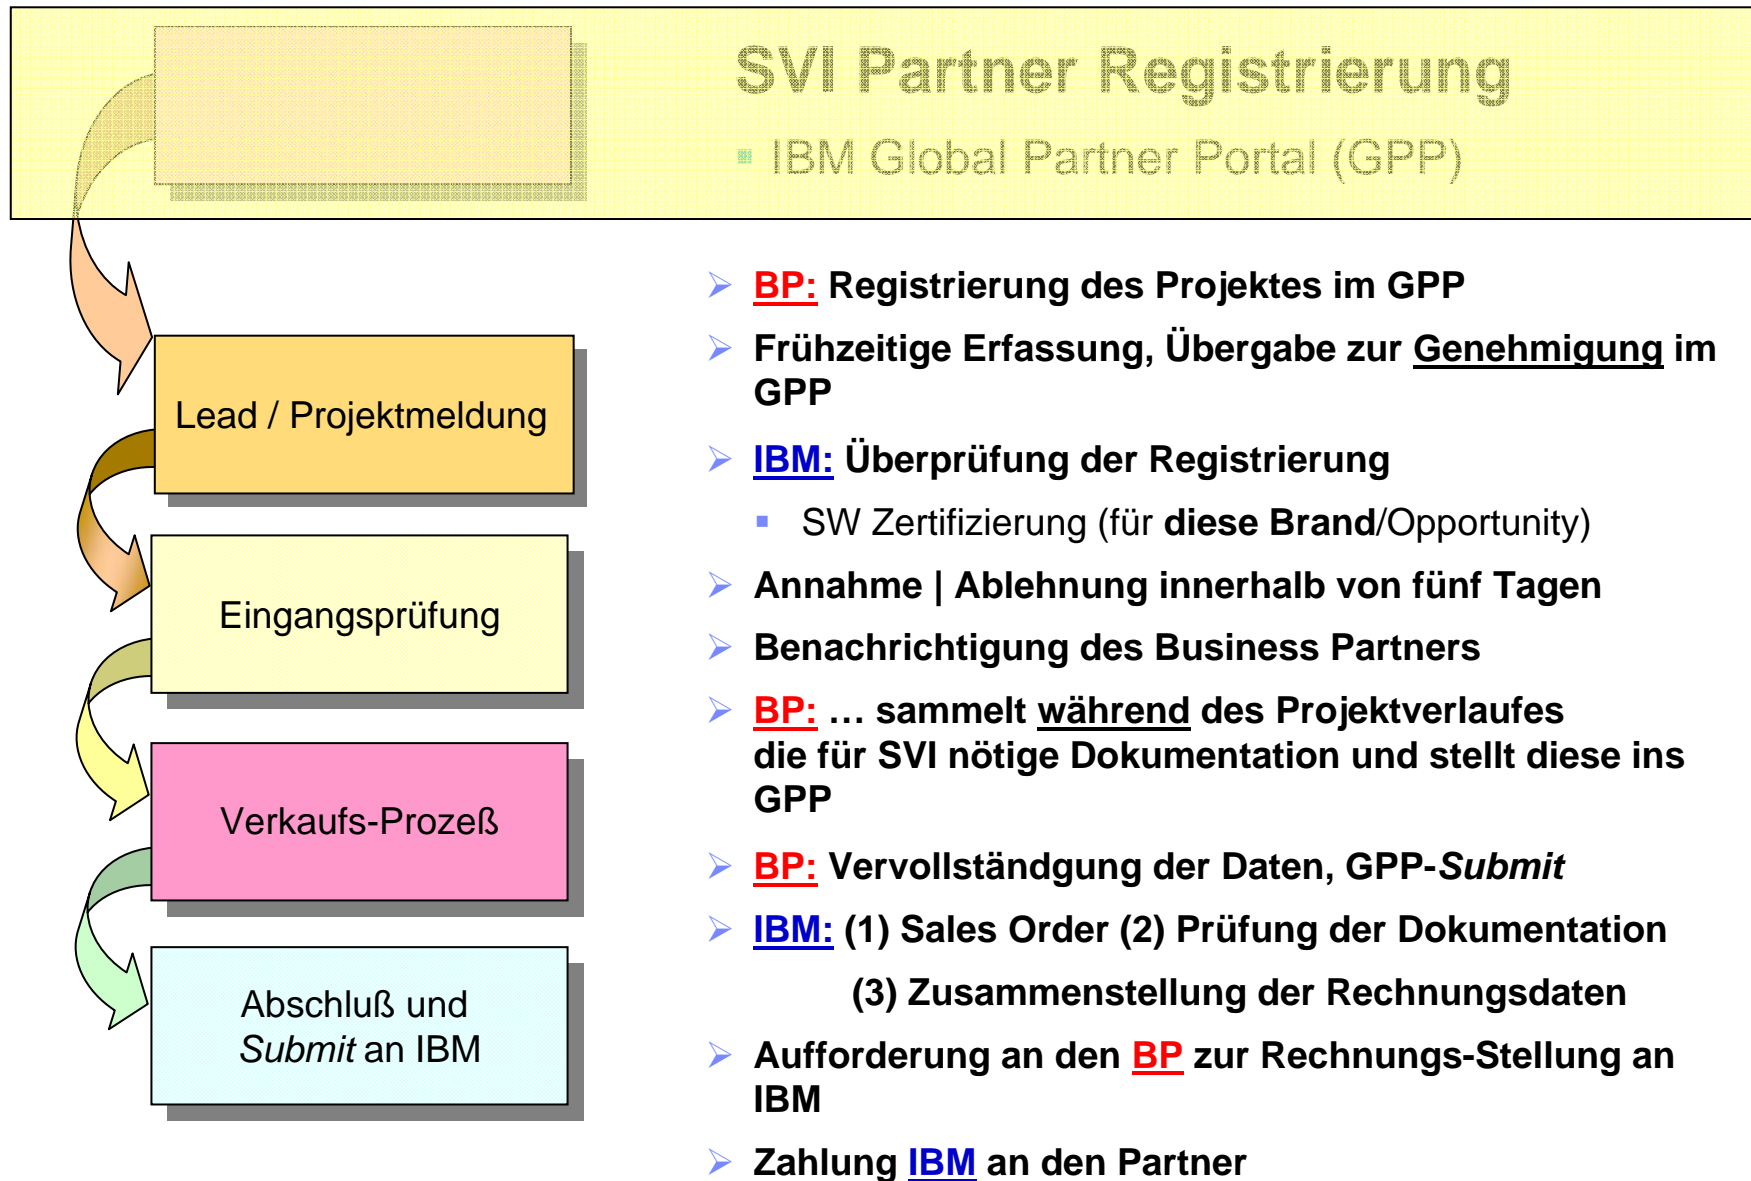 SVI Partner Registrierung
IBM Global Partner Portal (GPP)
Lead / Projektmeldung
Eingangsprüfung
Verkaufs-Prozeß
Abschluß und
Submit an IBM
BP: Registrierung des Projektes im GPP
Frühzeitige Erfassung, Übergabe zur Genehmigung im
GPP
IBM: Überprüfung der Registrierung
SW Zertifizierung (für diese Brand/Opportunity)
Annahme | Ablehnung innerhalb von fünf Tagen
Benachrichtigung des Business Partners
BP: … sammelt während des Projektverlaufes
die für SVI nötige Dokumentation und stellt diese ins
GPP
BP: Vervollständgung der Daten, GPP-Submit
IBM: (1) Sales Order (2) Prüfung der Dokumentation
(3) Zusammenstellung der Rechnungsdaten
Aufforderung an den BP zur Rechnungs-Stellung an
IBM
Zahlung IBM an den Partner